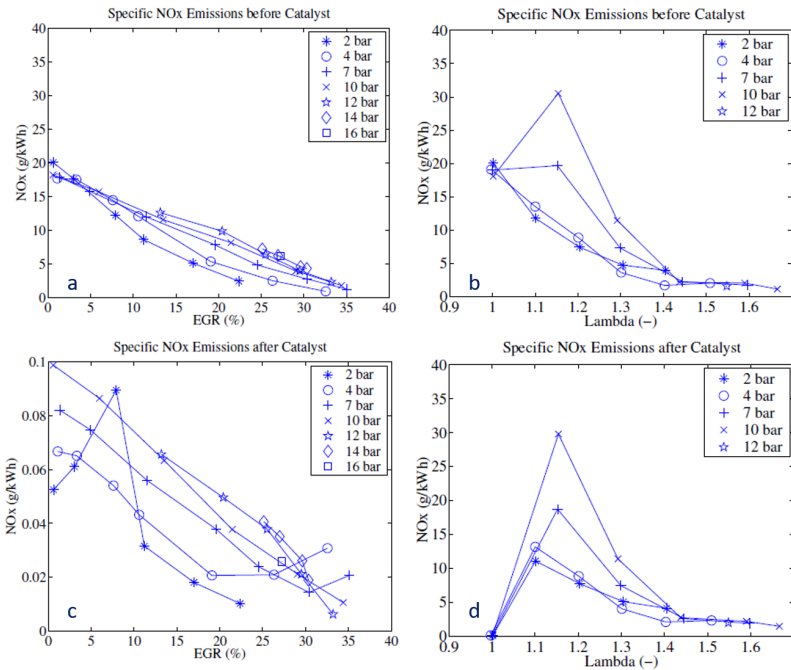 Specific NOx Emissions before Catalyst
40
35
30
25
20
15
10
5
0
NOx (g/kWh)
2 bar
4 bar
7 bar
10 bar
12 bar
14 bar
16 bar
a
0 5 10 15 20 25 30 35 40
EGR (%)
Specific NOx Emissions before Catalyst
40
35
30
25
20
15
10
5
0
NOx (g/kWh)
2 bar
4 bar
7 bar
10 bar
12 bar
b
0.9 1 1.1 1.2 1.3 1.4 1.5 1.6
Lambda (−)
Specific NOx Emissions after Catalyst
0.1
0.08
0.06
0.04
0.02
0
NOx (g/kWh)
2 bar
4 bar
7 bar
10 bar
12 bar
14 bar
16 bar
c
0 5 10 15 20 25 30 35 40
EGR (%)
Specific NOx Emissions after Catalyst
40
35
30
25
20
15
10
5
0
NOx (g/kWh)
2 bar
4 bar
7 bar
10 bar
12 bar
d
0.9 1 1.1 1.2 1.3 1.4 1.5 1.6
Lambda (−)